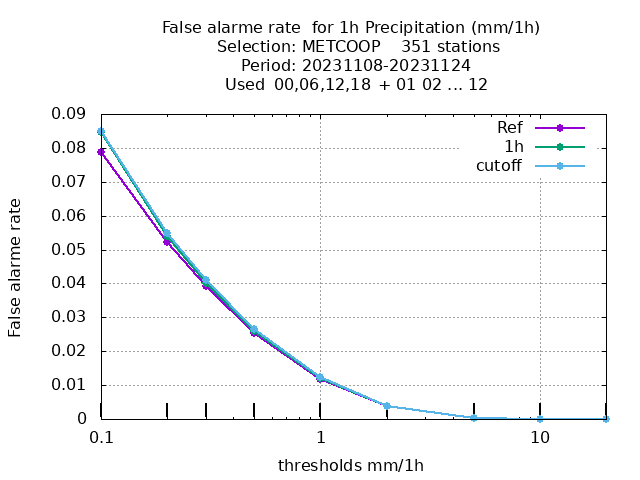 False alarme rate  for 1h Precipitation (mm/1h)
Selection: METCOOP    351 stations
Period: 20231108-20231124
Used  00,06,12,18  + 01 02 ... 12
Ref
1h
cutoff
False alarme rate
0.09
0.08
0.07
0.06
0.05
0.04
0.03
0.02
0.01
0
0.1
1
10
thresholds mm/1h